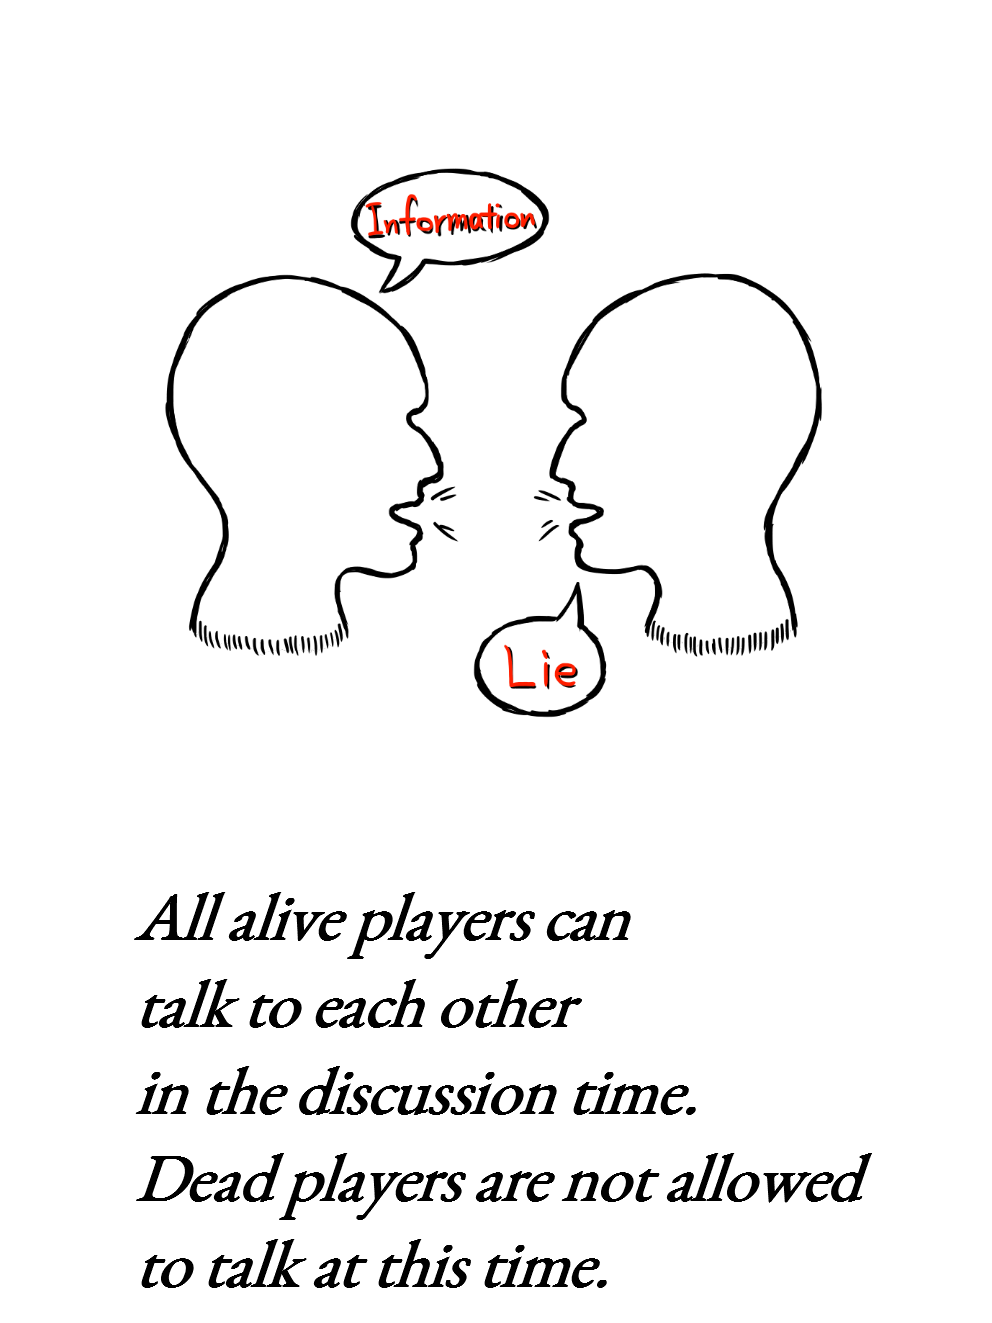 Information
Lie
All alive players can
talk to each other
in the discussion time.
Dead players are not allowed
to talk at this time.